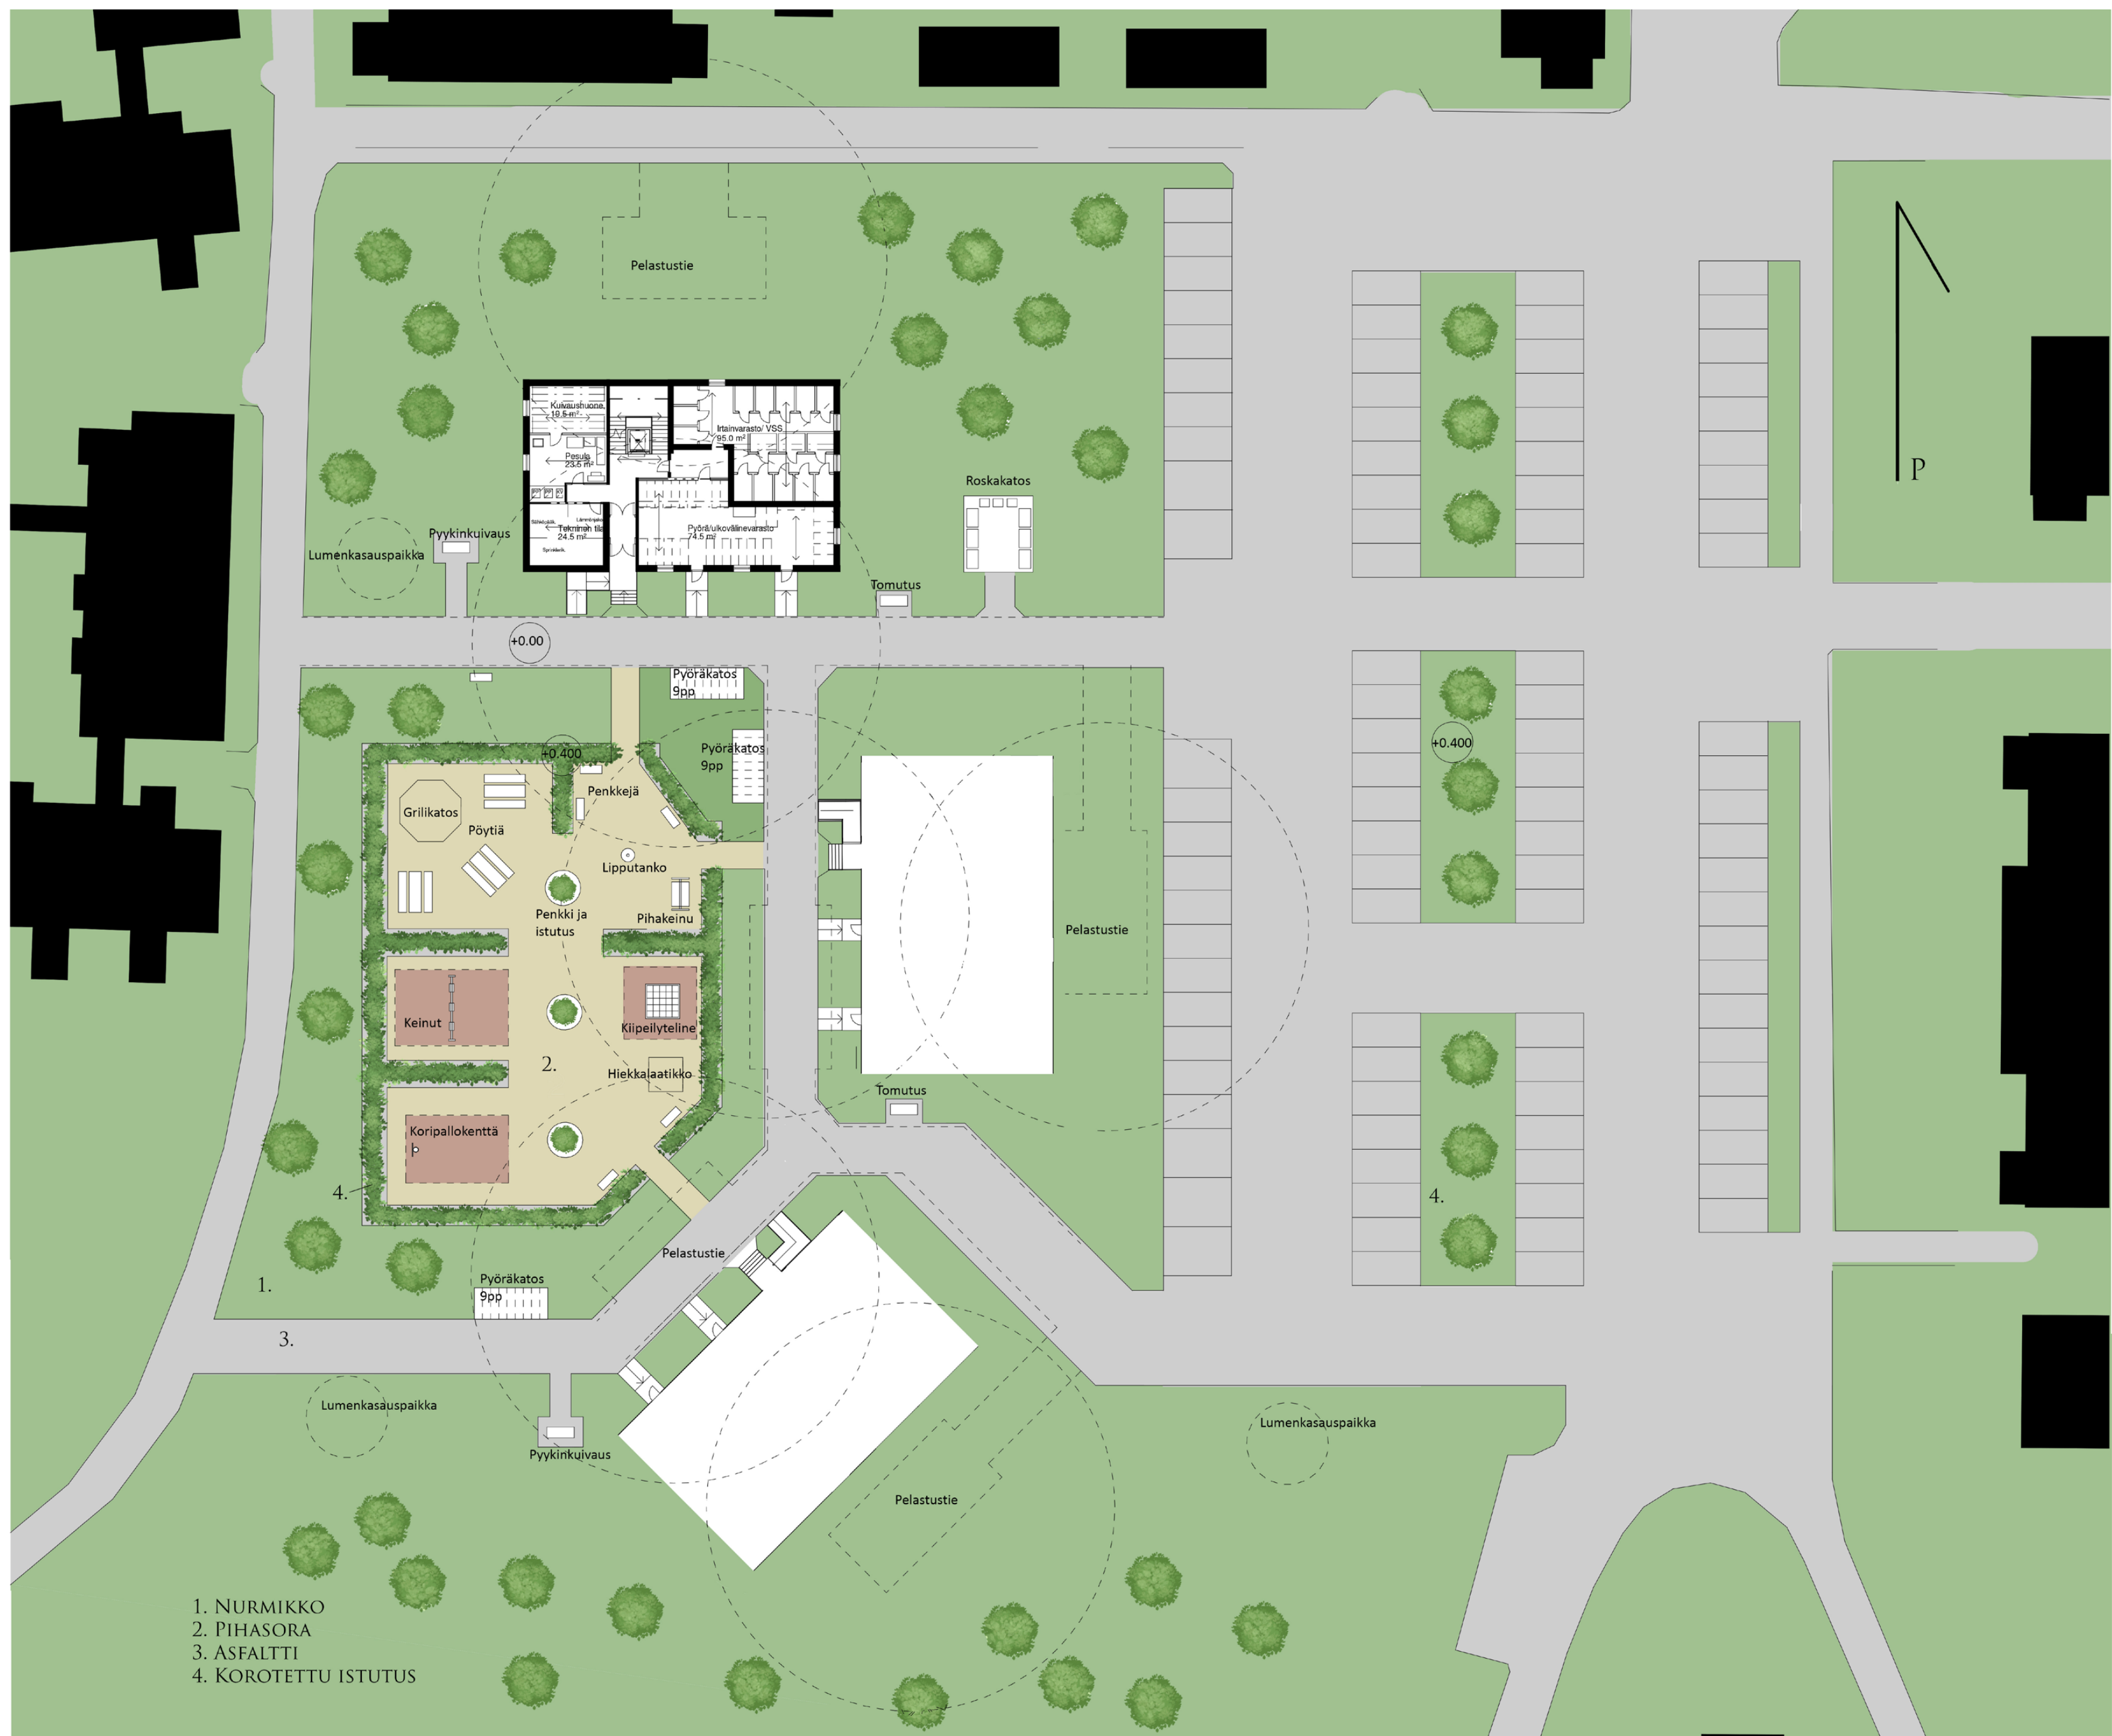 Pelastustie
P
Kuivaushuone
19.5 m²
Irtainvarasto/ VSS
95.0 m²
Pesula
23.5 m²
Roskakatos
Pyykinkuivaus
Tekninen tila
24.5 m²
Pyörä/ulkovälinevarasto
74.5 m²
Lumenkasauspaikka
Tomutus
+0.00
Pyöräkatos
9pp
Pyöräkatos
9pp
+0.400
+0.400
Penkkejä
Grilikatos
Pöytiä
Lipputanko
Penkki ja
istutus
Pihakeinu
Pelastustie
Keinut
Kiipeilyteline
2.
Hiekkalaatikko
Tomutus
Koripallokenttä
4.
4.
Pelastustie
1.
Pyöräkatos
9pp
3.
Lumenkasauspaikka
Lumenkasauspaikka
Pyykinkuivaus
Pelastustie
1. NURMIKKO
2. PIHASORA
3. ASFALTTI
4. KOROTETTU ISTUTUS